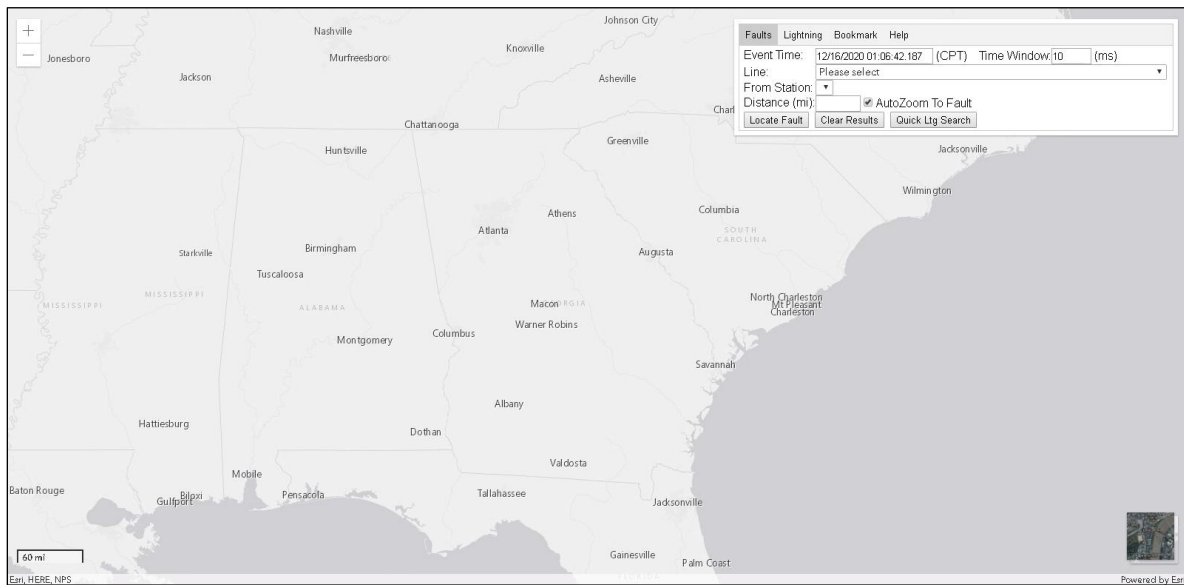 Faults Lightning Bookmark Help
Event Time: 12/16/2020 01:06:42.187 (CPT) Time Window: 10 (ms)
Line: Please select
From Station:
Distance (mi): AutoZoom To Fault
Locate Fault Clear Results Quick Ltg Search
+
−
Johnson City
Nashville
Knoxville
Jonesboro
Murfreesboro
Jackson
Asheville
Charl
Chattanooga
Greenville
Huntsville
Jacksonville
Wilmington
Athens
Columbia
Atlanta
SOUTH
CAROLINA
Birmingham
Starkville
Augusta
Tuscaloosa
MISSISSIPPI
MISSISSIPPI
ALABAMA
Macon
RGIA
North Charleston
Mt Pleasant
Charleston
Warner Robins
Columbus
Montgomery
Savannah
Albany
Hattiesburg
Dothan
Valdosta
Mobile
Baton Rouge
Biloxi
Gulfport
Pensacola
Tallahassee
Jacksonville
Gainesville
Palm Coast
FLORIDA
60 mi
Esri, HERE, NPS
Powered by Esri